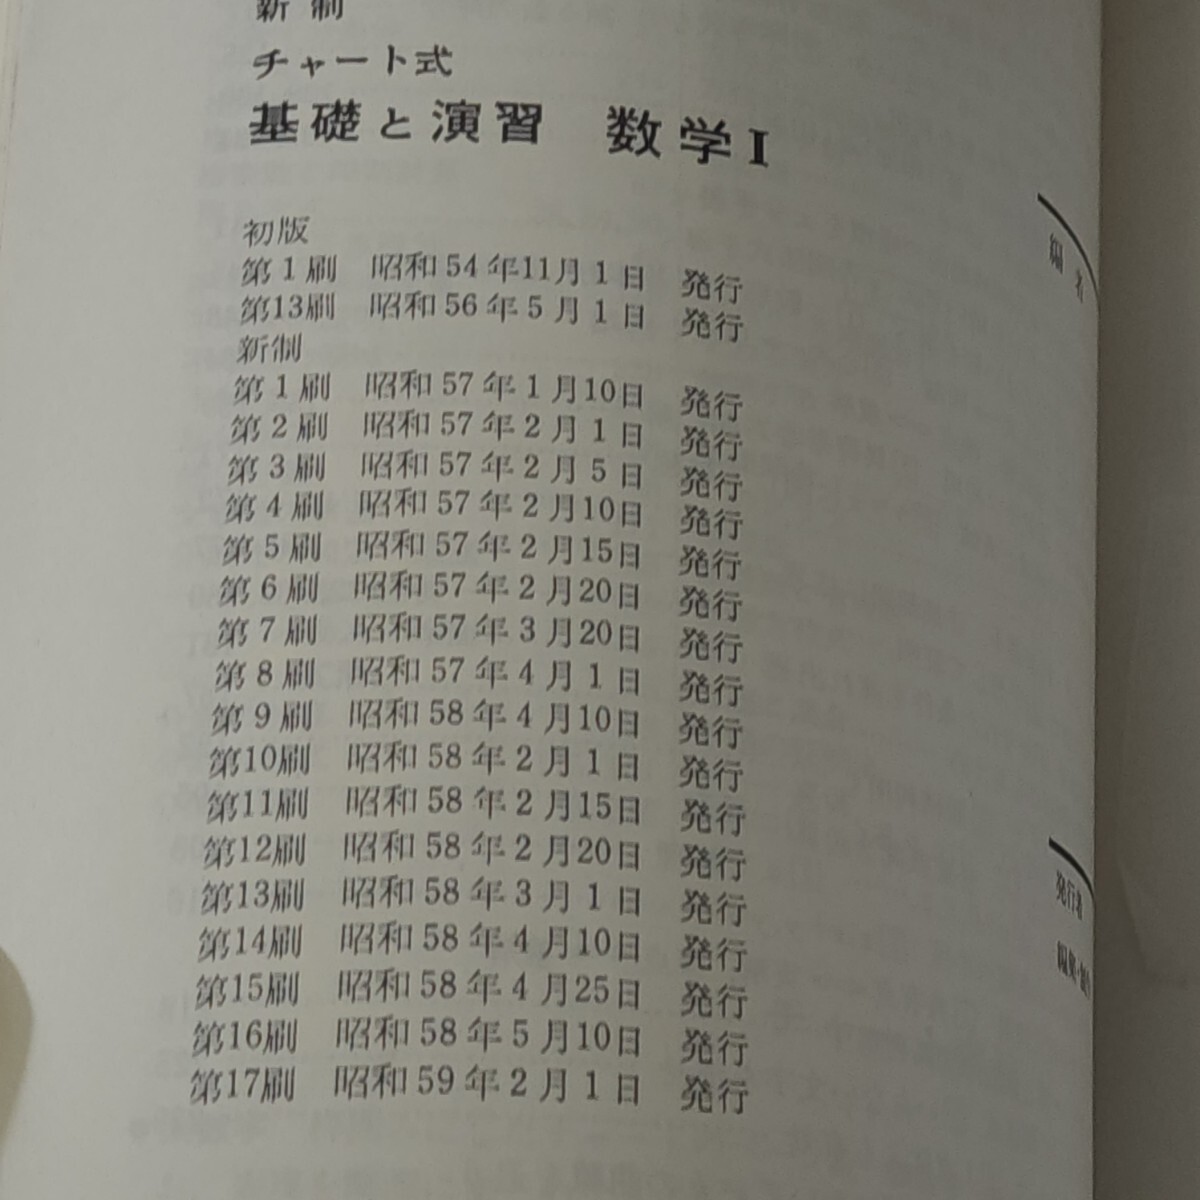 新制
チャート式
基礎と演習 数学I
初版
第1刷 昭和54年11月1日 発行
第13刷 昭和56年5月1日 発行
新制
第1刷 昭和57年1月10日 発行
第2刷 昭和57年2月1日 発行
第3刷 昭和57年2月5日 発行
第4刷 昭和57年2月10日 発行
第5刷 昭和57年2月15日 発行
第6刷 昭和57年2月20日 発行
第7刷 昭和57年3月20日 発行
第8刷 昭和57年4月1日 発行
第9刷 昭和58年4月10日 発行
第10刷 昭和58年2月1日 発行
第11刷 昭和58年2月15日 発行
第12刷 昭和58年2月20日 発行
第13刷 昭和58年3月1日 発行
第14刷 昭和58年4月10日 発行
第15刷 昭和58年4月25日 発行
第16刷 昭和58年5月10日 発行
第17刷 昭和59年2月1日 発行
編者
発行者